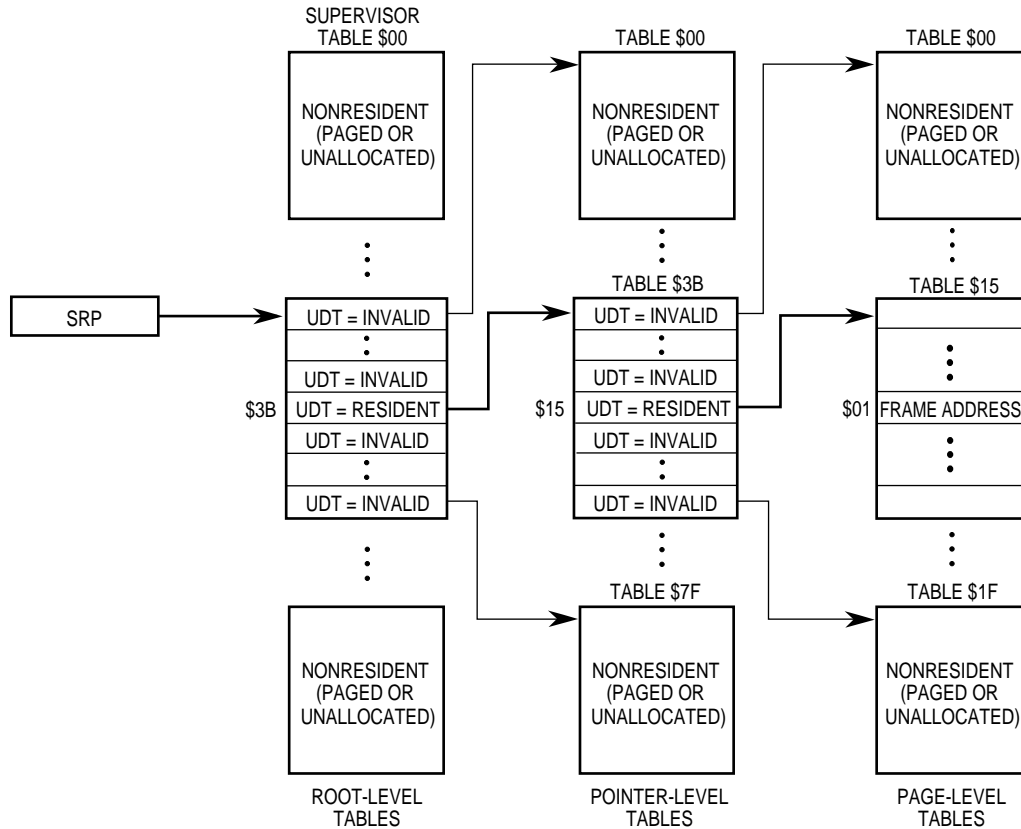 SUPERVISOR
TABLE $00
NONRESIDENT
(PAGED OR
UNALLOCATED)
TABLE $00
NONRESIDENT
(PAGED OR
UNALLOCATED)
TABLE $00
NONRESIDENT
(PAGED OR
UNALLOCATED)
SRP
UDT = INVALID
UDT = INVALID
$3B
UDT = RESIDENT
UDT = INVALID
UDT = INVALID
TABLE $3B
UDT = INVALID
UDT = INVALID
$15
UDT = RESIDENT
UDT = INVALID
UDT = INVALID
TABLE $15
$01
FRAME ADDRESS
NONRESIDENT
(PAGED OR
UNALLOCATED)
TABLE $7F
NONRESIDENT
(PAGED OR
UNALLOCATED)
TABLE $1F
NONRESIDENT
(PAGED OR
UNALLOCATED)
ROOT-LEVEL
TABLES
POINTER-LEVEL
TABLES
PAGE-LEVEL
TABLES